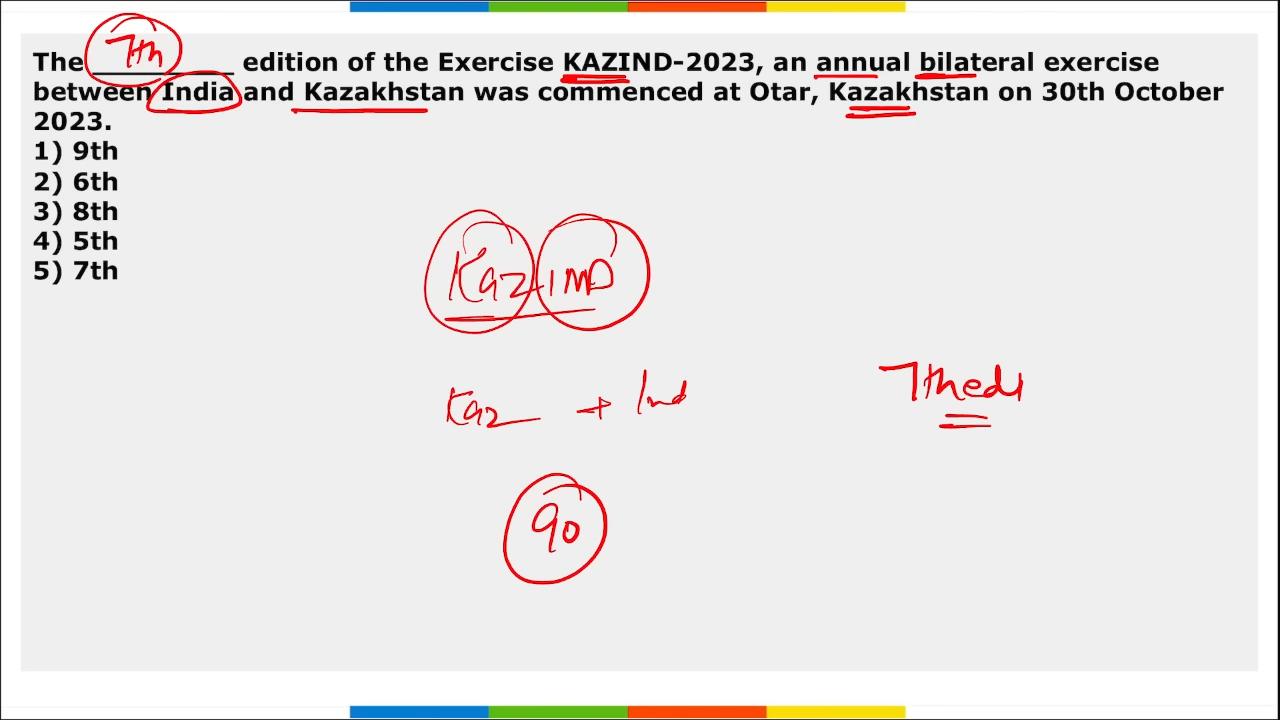 The 7th edition of the Exercise KAZIND-2023, an annual bilateral exercise
between India and Kazakhstan was commenced at Otar, Kazakhstan on 30th October
2023.
1) 9th
2) 6th
3) 8th
4) 5th
5) 7th
Kaz IND
Kaz + Ind
7th edi
90